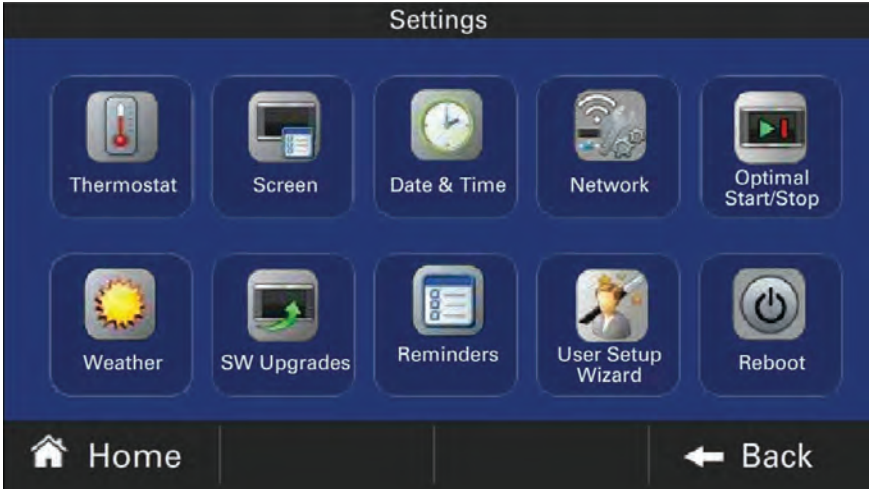 Settings
Thermostat
Screen
Date & Time
Network
Optimal
Start/Stop
Weather
SW Upgrades
Reminders
User Setup
Wizard
Reboot
Home
Back